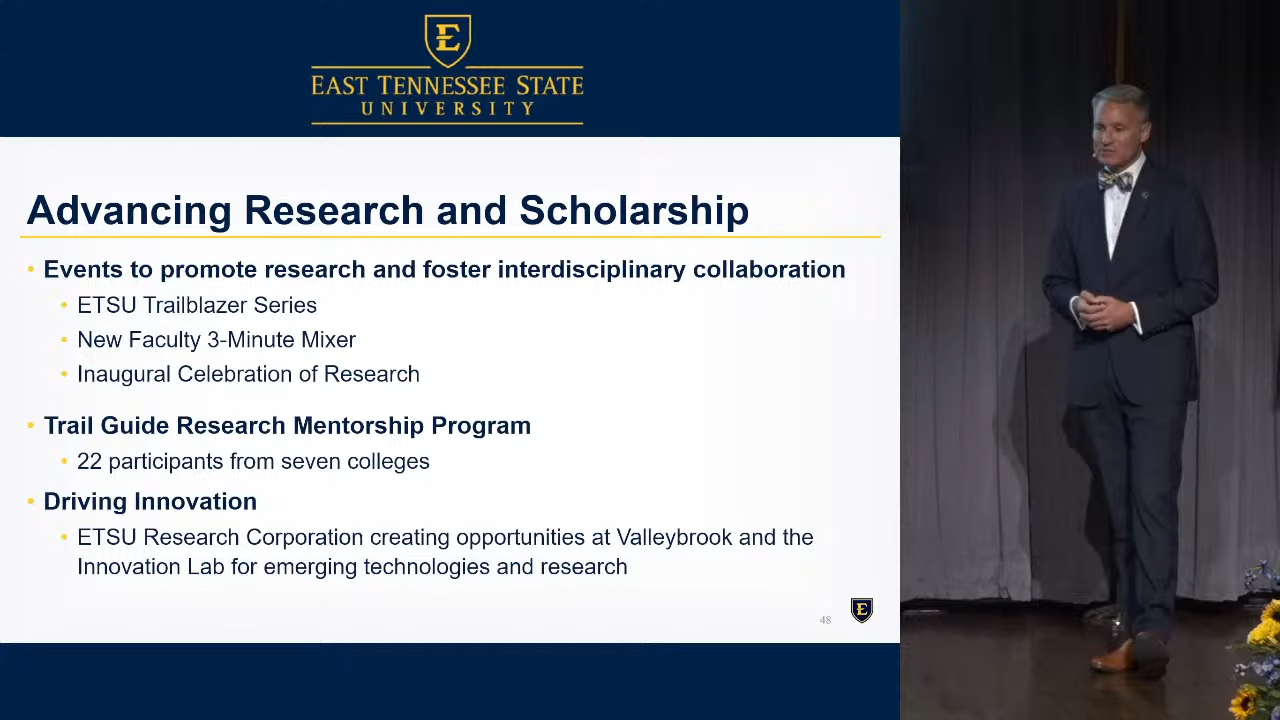 E
EAST TENNESSEE STATE
UNIVERSITY
Advancing Research and Scholarship
• Events to promote research and foster interdisciplinary collaboration
• ETSU Trailblazer Series
• New Faculty 3-Minute Mixer
• Inaugural Celebration of Research
• Trail Guide Research Mentorship Program
• 22 participants from seven colleges
• Driving Innovation
• ETSU Research Corporation creating opportunities at Valleybrook and the
Innovation Lab for emerging technologies and research
48
E